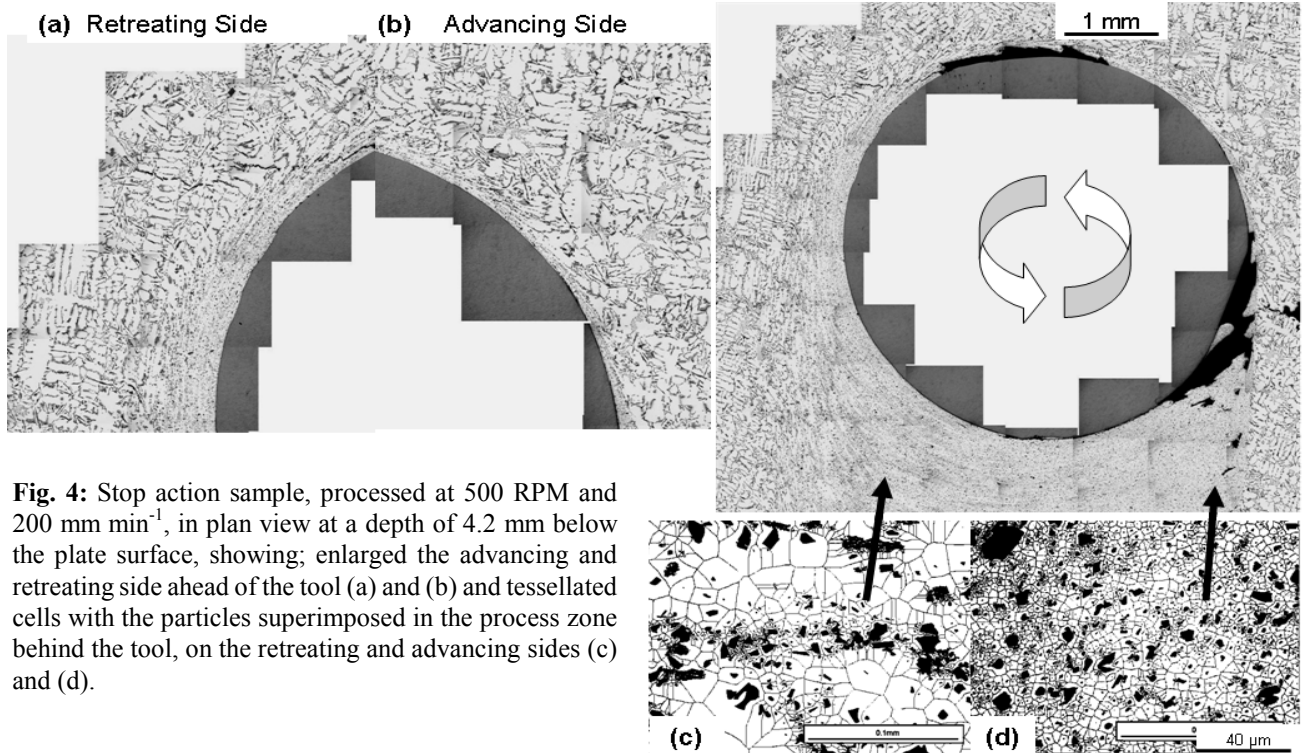 (a) Retreating Side
(b) Advancing Side
1 mm
Fig. 4: Stop action sample, processed at 500 RPM and
200 mm min-1, in plan view at a depth of 4.2 mm below
the plate surface, showing; enlarged the advancing and
retreating side ahead of the tool (a) and (b) and tessellated
cells with the particles superimposed in the process zone
behind the tool, on the retreating and advancing sides (c)
and (d).
(c)
0.1mm
(d)
40 µm